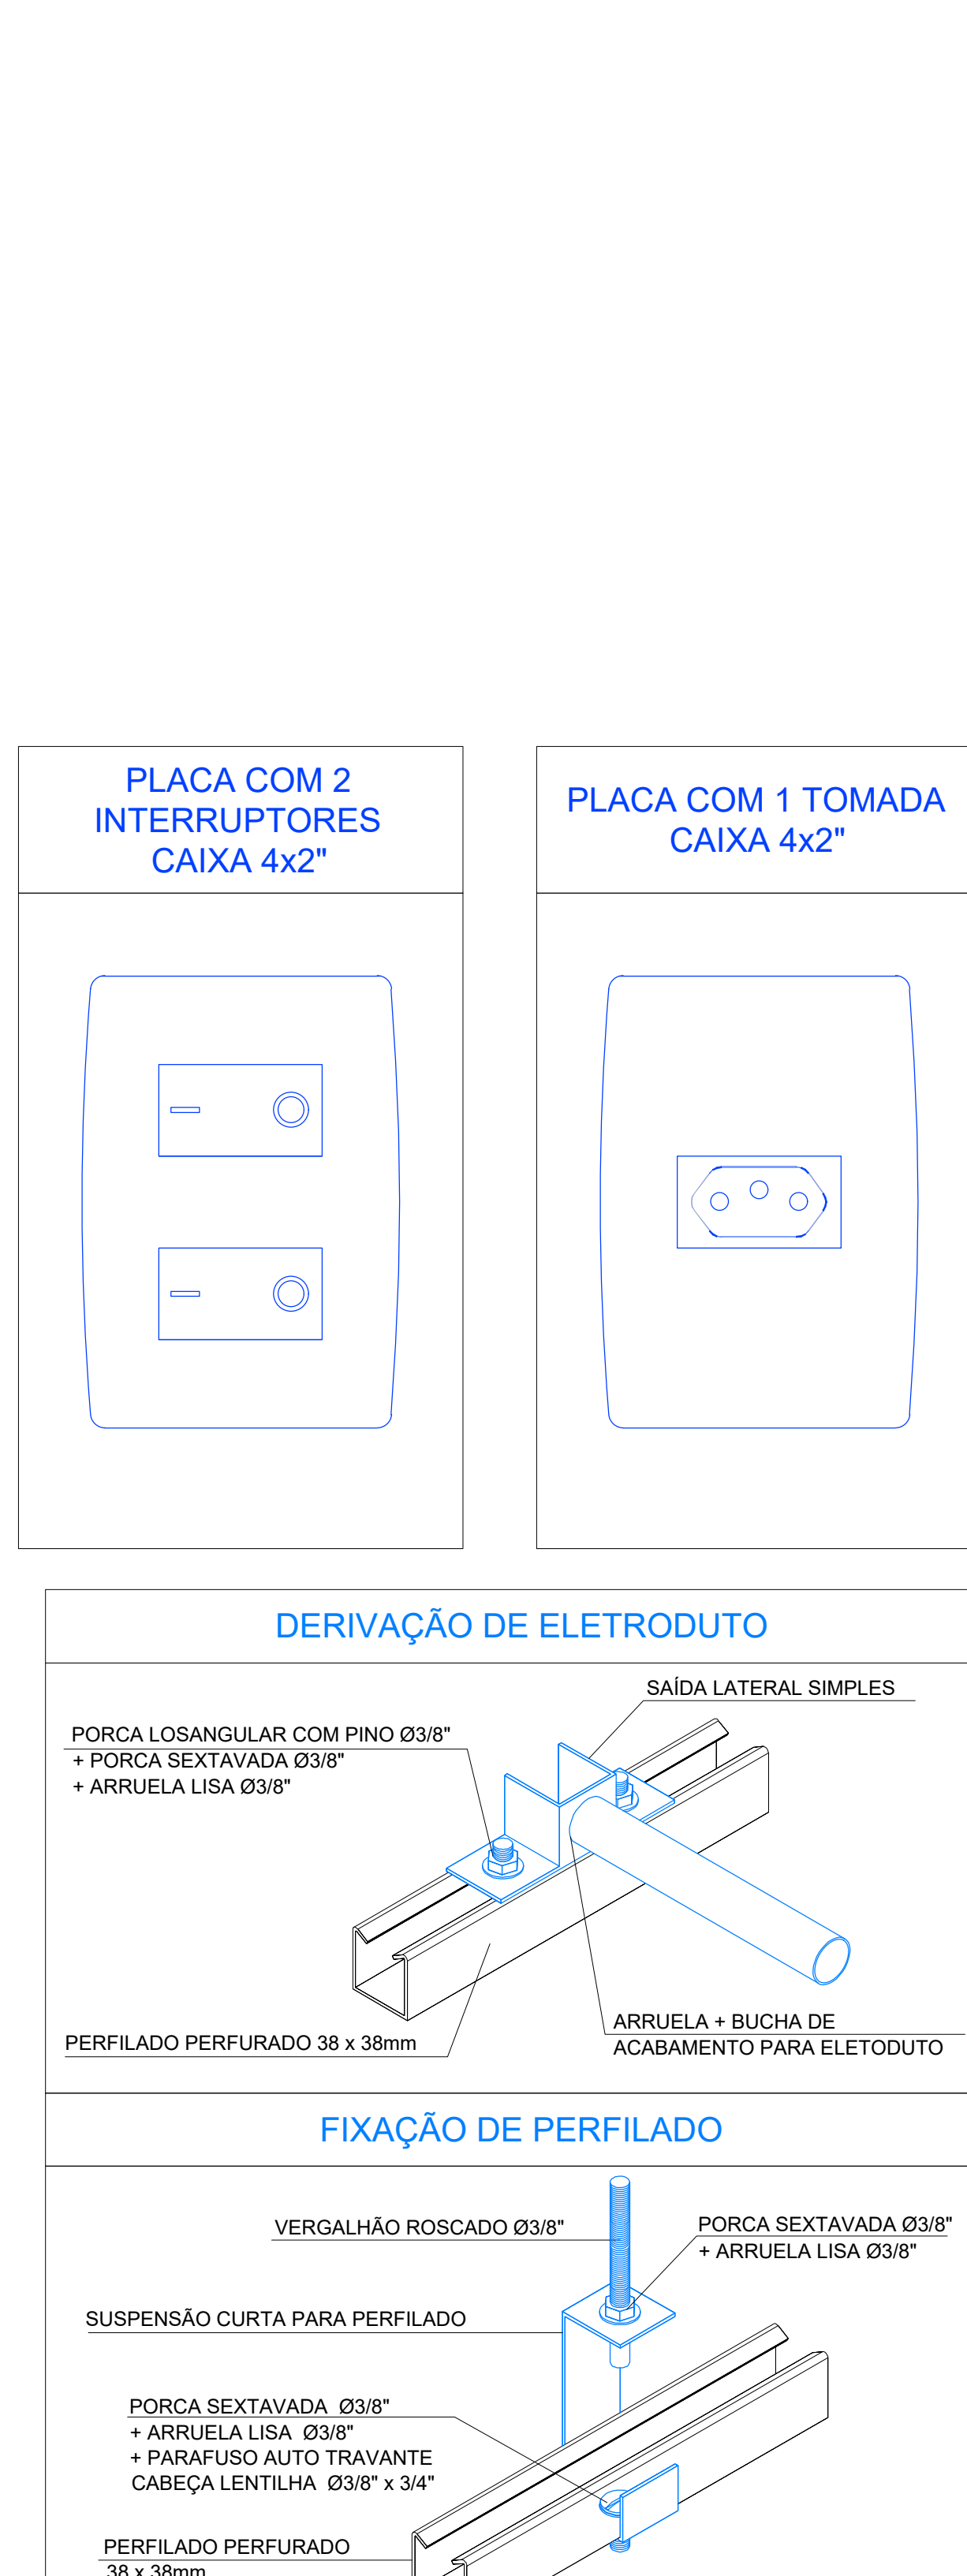 PLACA COM 2
INTERRUPTORES
CAIXA 4x2"
PLACA COM 1 TOMADA
CAIXA 4x2"
DERIVAÇÃO DE ELETRODUTO
SAÍDA LATERAL SIMPLES
PORCA LOSANGULAR COM PINO Ø3/8"
+ PORCA SEXTAVADA Ø3/8"
+ ARRUELA LISA Ø3/8"
ARRUELA + BUCHA DE
ACABAMENTO PARA ELETODUTO
PERFILADO PERFURADO 38 x 38mm
FIXAÇÃO DE PERFILADO
VERGALHÃO ROSCADO Ø3/8"
PORCA SEXTAVADA Ø3/8"
+ ARRUELA LISA Ø3/8"
SUSPENSÃO CURTA PARA PERFILADO
PORCA SEXTAVADA Ø3/8"
+ ARRUELA LISA Ø3/8"
+ PARAFUSO AUTO TRAVANTE
CABEÇA LENTILHA Ø3/8" x 3/4"
PERFILADO PERFURADO
38 x 38mm